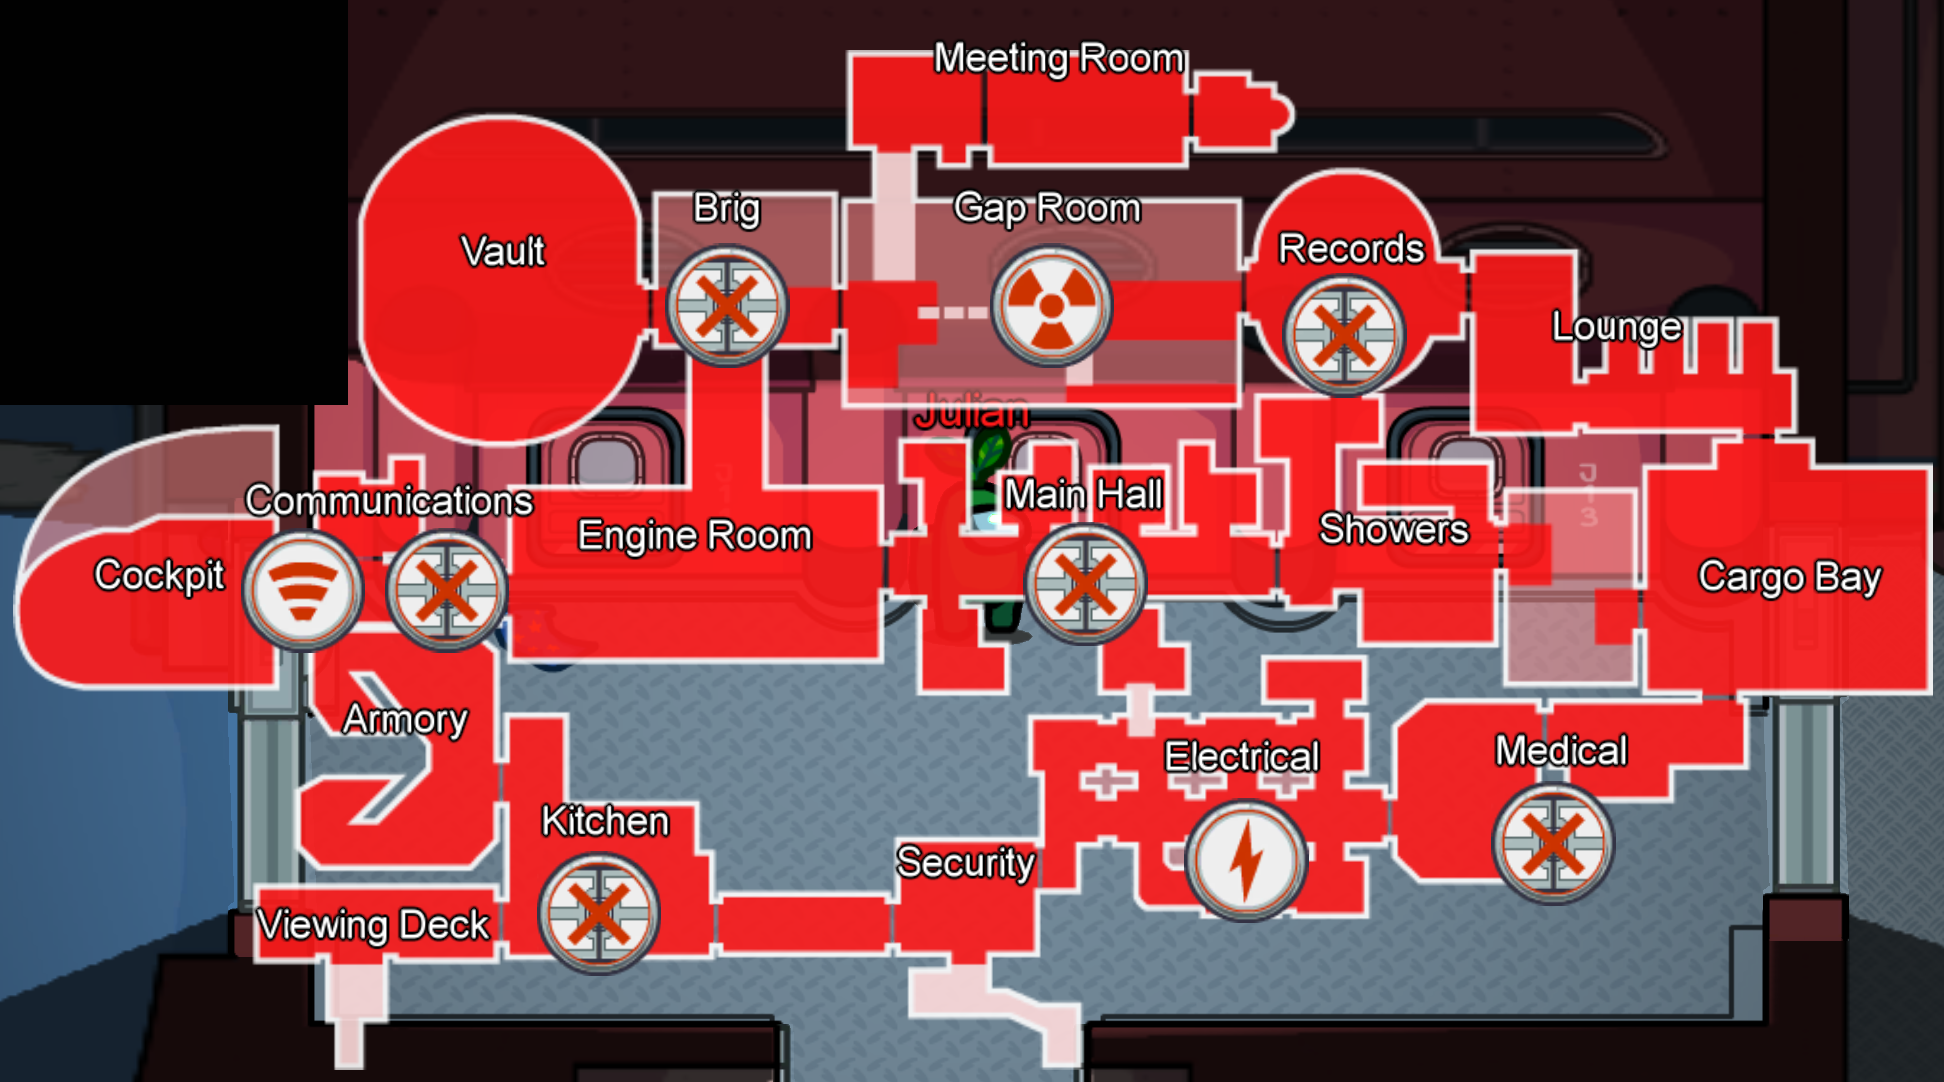 Meeting Room
Brig
Gap Room
Vault
Records
Lounge
Julian
Communications
Main Hall
Engine Room
Showers
Cockpit
Cargo Bay
Armory
Electrical
Medical
Kitchen
Security
Viewing Deck